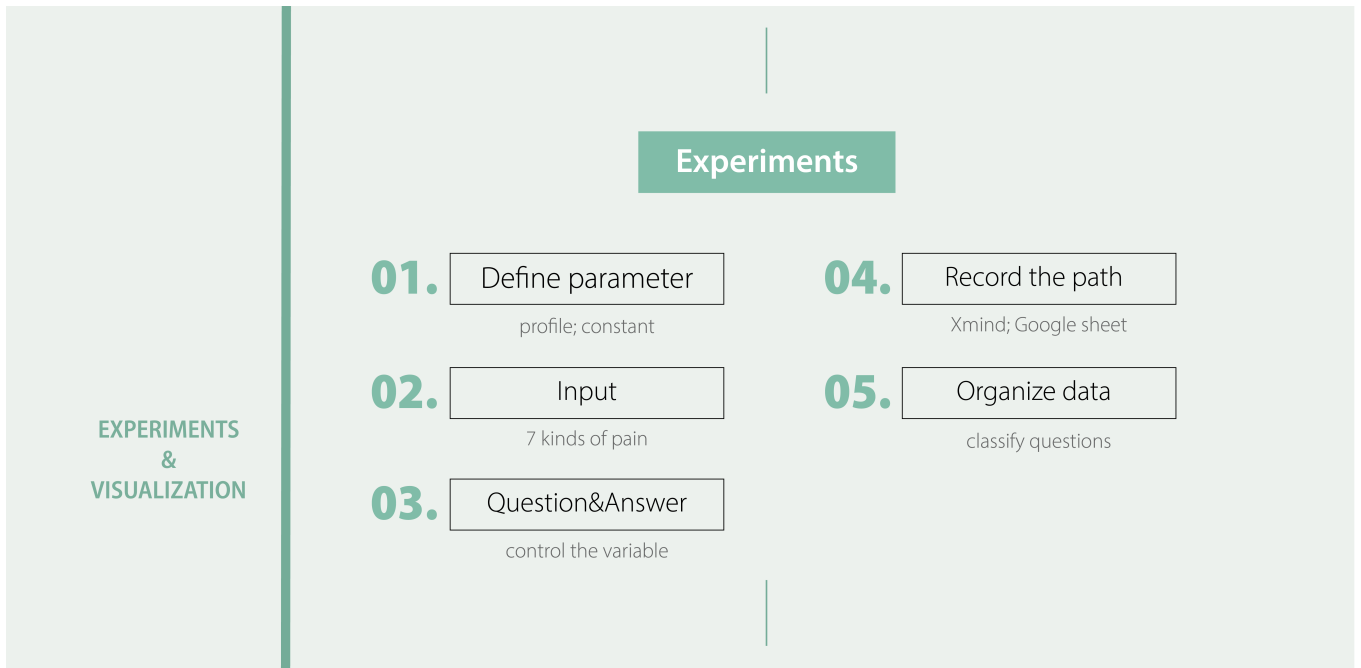 EXPERIMENTS
&
VISUALIZATION
Experiments
01. Define parameter
profile; constant
02. Input
7 kinds of pain
03. Question&Answer
control the variable
04. Record the path
Xmind; Google sheet
05. Organize data
classify questions